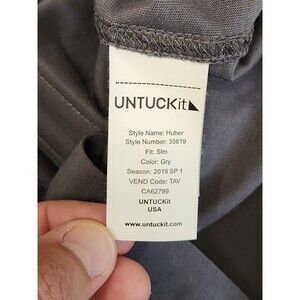 UNTUCKit
Style Name: Huber
Style Number: 35619
Fit: Slm
Color: Gry
Season: 2019 SP 1
VEND Code: TAV
CA62799
UNTUCKit
USA
www.untuckit.com